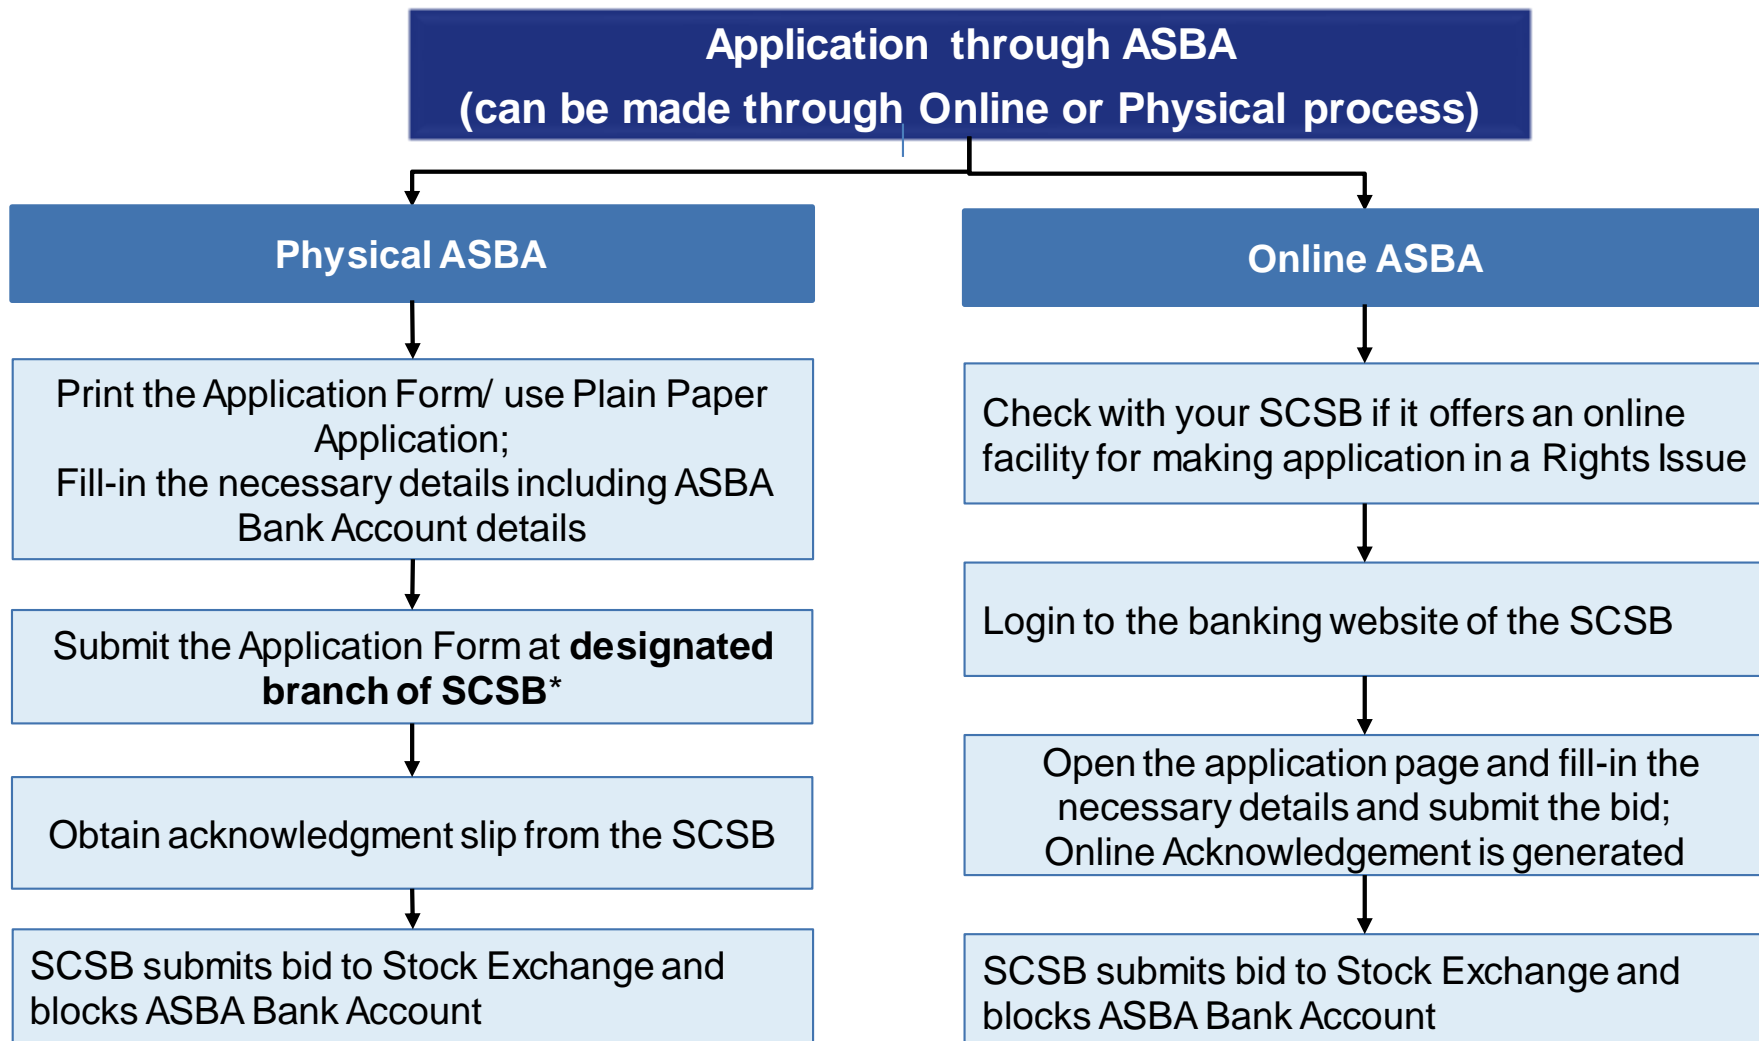 Application through ASBA
(can be made through Online or Physical process)
Physical ASBA
Print the Application Form/ use Plain Paper
Application;
Fill-in the necessary details including ASBA
Bank Account details
Submit the Application Form at designated
branch of SCSB*
Obtain acknowledgment slip from the SCSB
SCSB submits bid to Stock Exchange and
blocks ASBA Bank Account
Online ASBA
Check with your SCSB if it offers an online
facility for making application in a Rights Issue
Login to the banking website of the SCSB
Open the application page and fill-in the
necessary details and submit the bid;
Online Acknowledgement is generated
SCSB submits bid to Stock Exchange and
blocks ASBA Bank Account